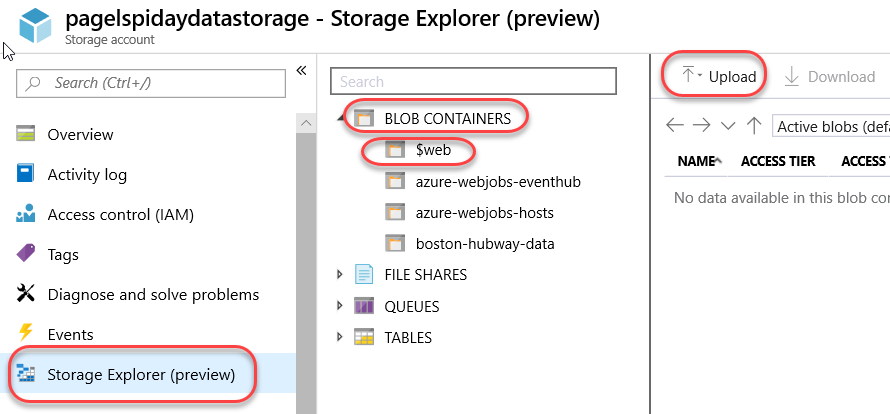 pagelspidaydatastorage - Storage Explorer (preview)
Storage account
Search (Ctrl+/)
Overview
Activity log
Access control (IAM)
Tags
Diagnose and solve problems
Events
Storage Explorer (preview)
Search
BLOB CONTAINERS
$web
azure-webjobs-eventhub
azure-webjobs-hosts
boston-hubway-data
FILE SHARES
QUEUES
TABLES
Upload
Download
Active blobs (defa
NAME ACCESS TIER ACCESS T
No data available in this blob con